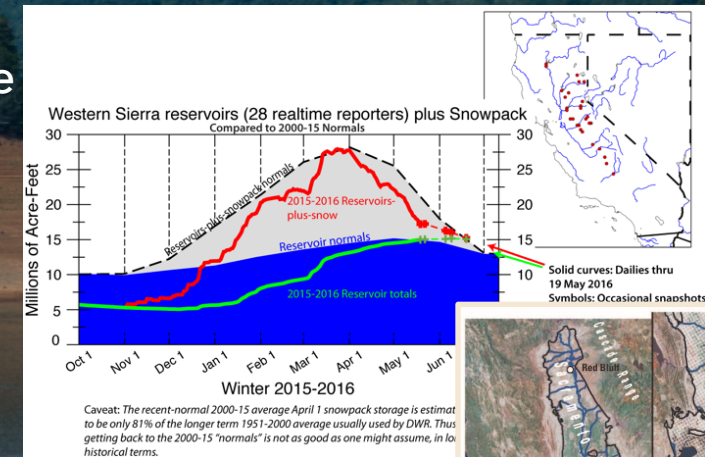 e
Western Sierra reservoirs (28 realtime reporters) plus Snowpack
Compared to 2000-15 Normals
30
25
20
15
10
5
0
Millions of Acre-Feet
Reservoirs-plus-snowpack normals
2015-2016 Reservoirs-
plus-snow
Reservoir normals
2015-2016 Reservoir totals
30
25
20
15
10
Oct 1
Nov 1
Dec 1
Jan 1
Feb 1
Mar 1
Apr 1
May 1
Jun 1
Winter 2015-2016
Solid curves: Dailies thru
19 May 2016
Symbols: Occasional snapshots
Caveat: The recent-normal 2000-15 average April 1 snowpack storage is estimat
to be only 81% of the longer term 1951-2000 average usually used by DWR. Thus
getting back to the 2000-15 "normals" is not as good as one might assume, in lo
historical terms.
Cascade Range
Red Bluff
Sacramento